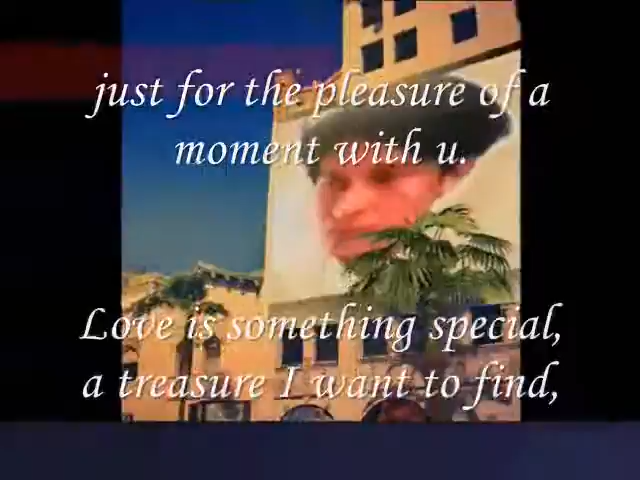 just for the pleasure of a
moment with u.
Love is something special,
a treasure I want to find,